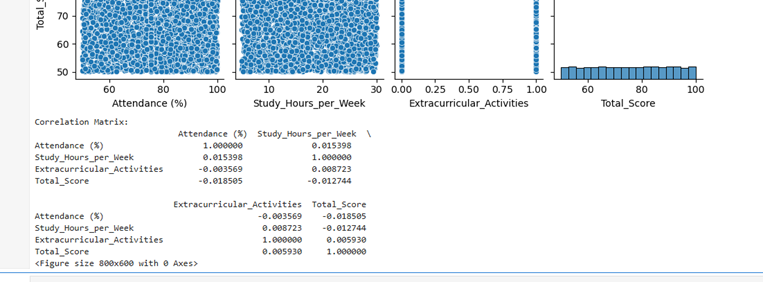 Total_S
70
60
50
60 80 100 10 20 30 0.00 0.25 0.50 0.75 1.00 60 80 100
Attendance (%) Study_Hours_per_Week Extracurricular_Activities Total_Score
Correlation Matrix:
Attendance (%) Study_Hours_per_Week \
Attendance (%) 1.000000 0.015398
Study_Hours_per_Week 0.015398 1.000000
Extracurricular_Activities -0.003569 0.008723
Total_Score -0.018505 -0.012744
Extracurricular_Activities Total_Score
Attendance (%) -0.003569 -0.018505
Study_Hours_per_Week 0.008723 -0.012744
Extracurricular_Activities 1.000000 0.005930
Total_Score 0.005930 1.000000
<Figure size 800x600 with 0 Axes>